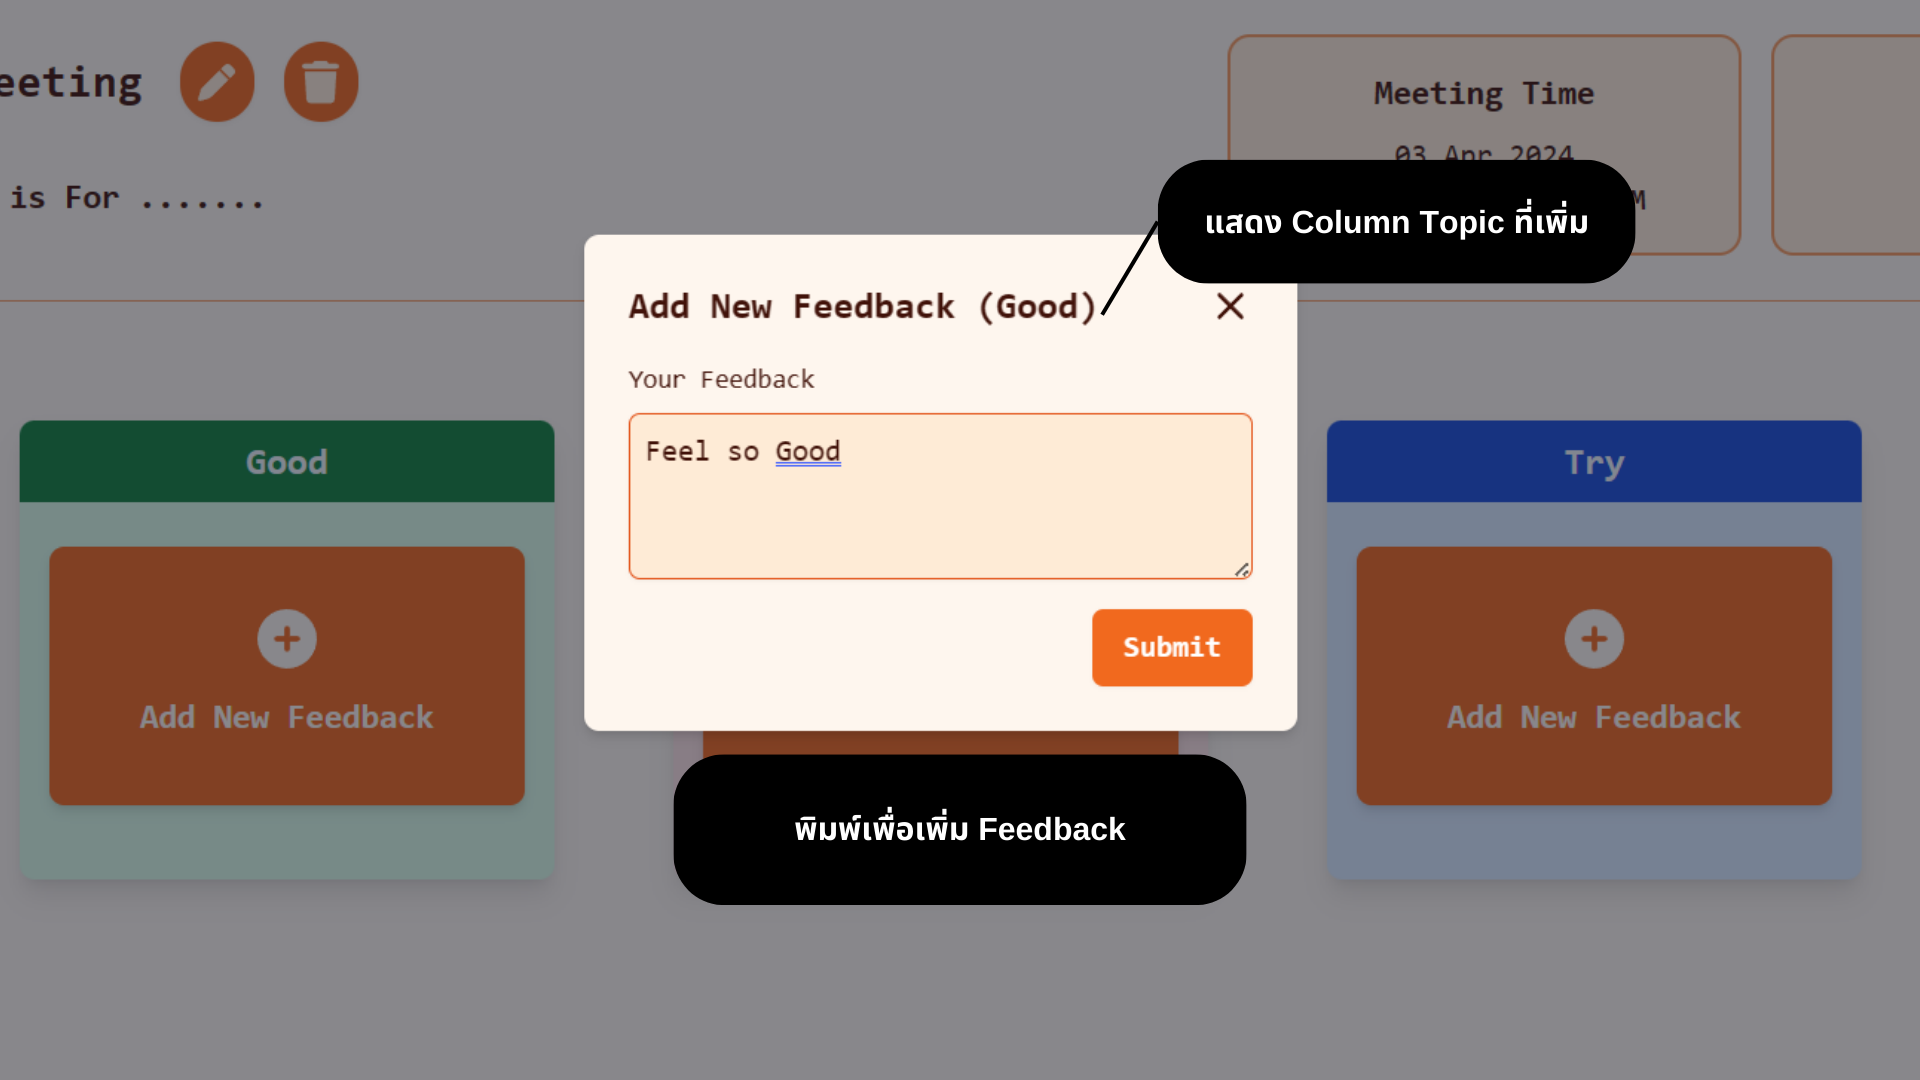 eeting
Meeting Time
03 Apr 2024
M
is For .......
แสดง Column Topic ที่เพิ่ม
Add New Feedback (Good)
Your Feedback
Feel so Good
Submit
Good
Add New Feedback
Try
Add New Feedback
พิมพ์เพื่อเพิ่ม Feedback